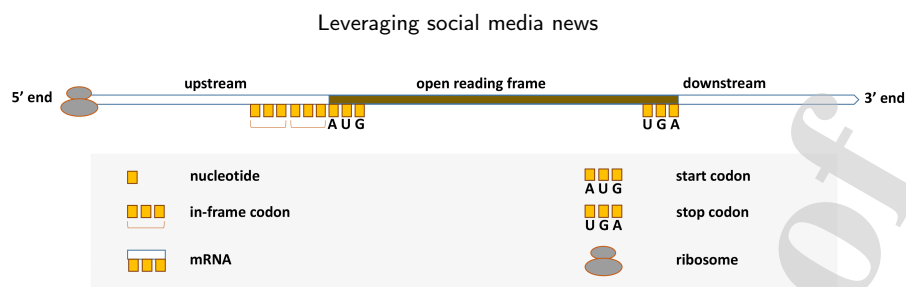 Leveraging social media news
upstream open reading frame downstream
5' end 3' end
A U G U G A
nucleotide start codon
A U G
in-frame codon stop codon
U G A
mRNA ribosome
of